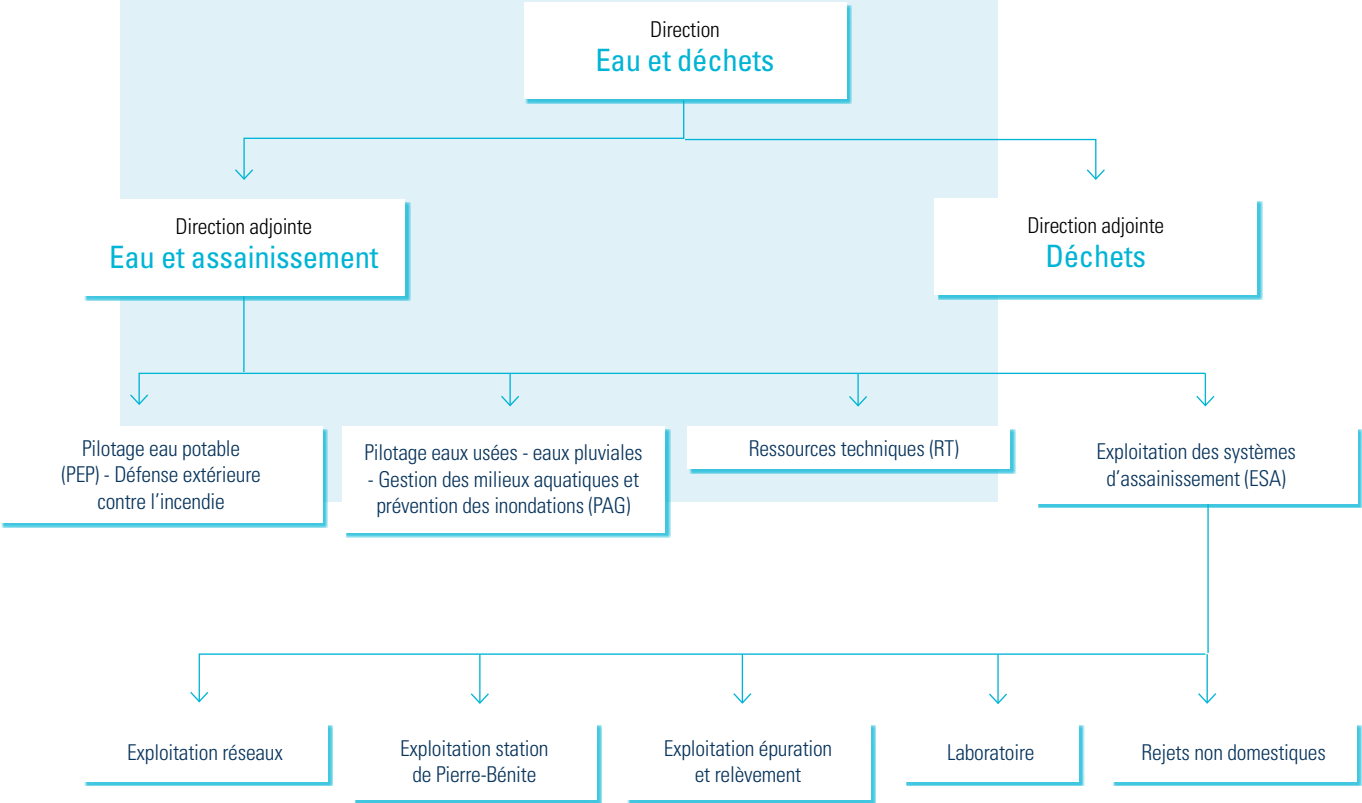 Direction
Eau et déchets
Direction adjointe
Eau et assainissement
Direction adjointe
Déchets
Pilotage eau potable
(PEP) - Défense extérieure
contre l’incendie
Pilotage eaux usées - eaux pluviales
- Gestion des milieux aquatiques et
prévention des inondations (PAG)
Ressources techniques (RT)
Exploitation des systèmes
d’assainissement (ESA)
Exploitation réseaux
Exploitation station
de Pierre-Bénite
Exploitation épuration
et relèvement
Laboratoire
Rejets non domestiques